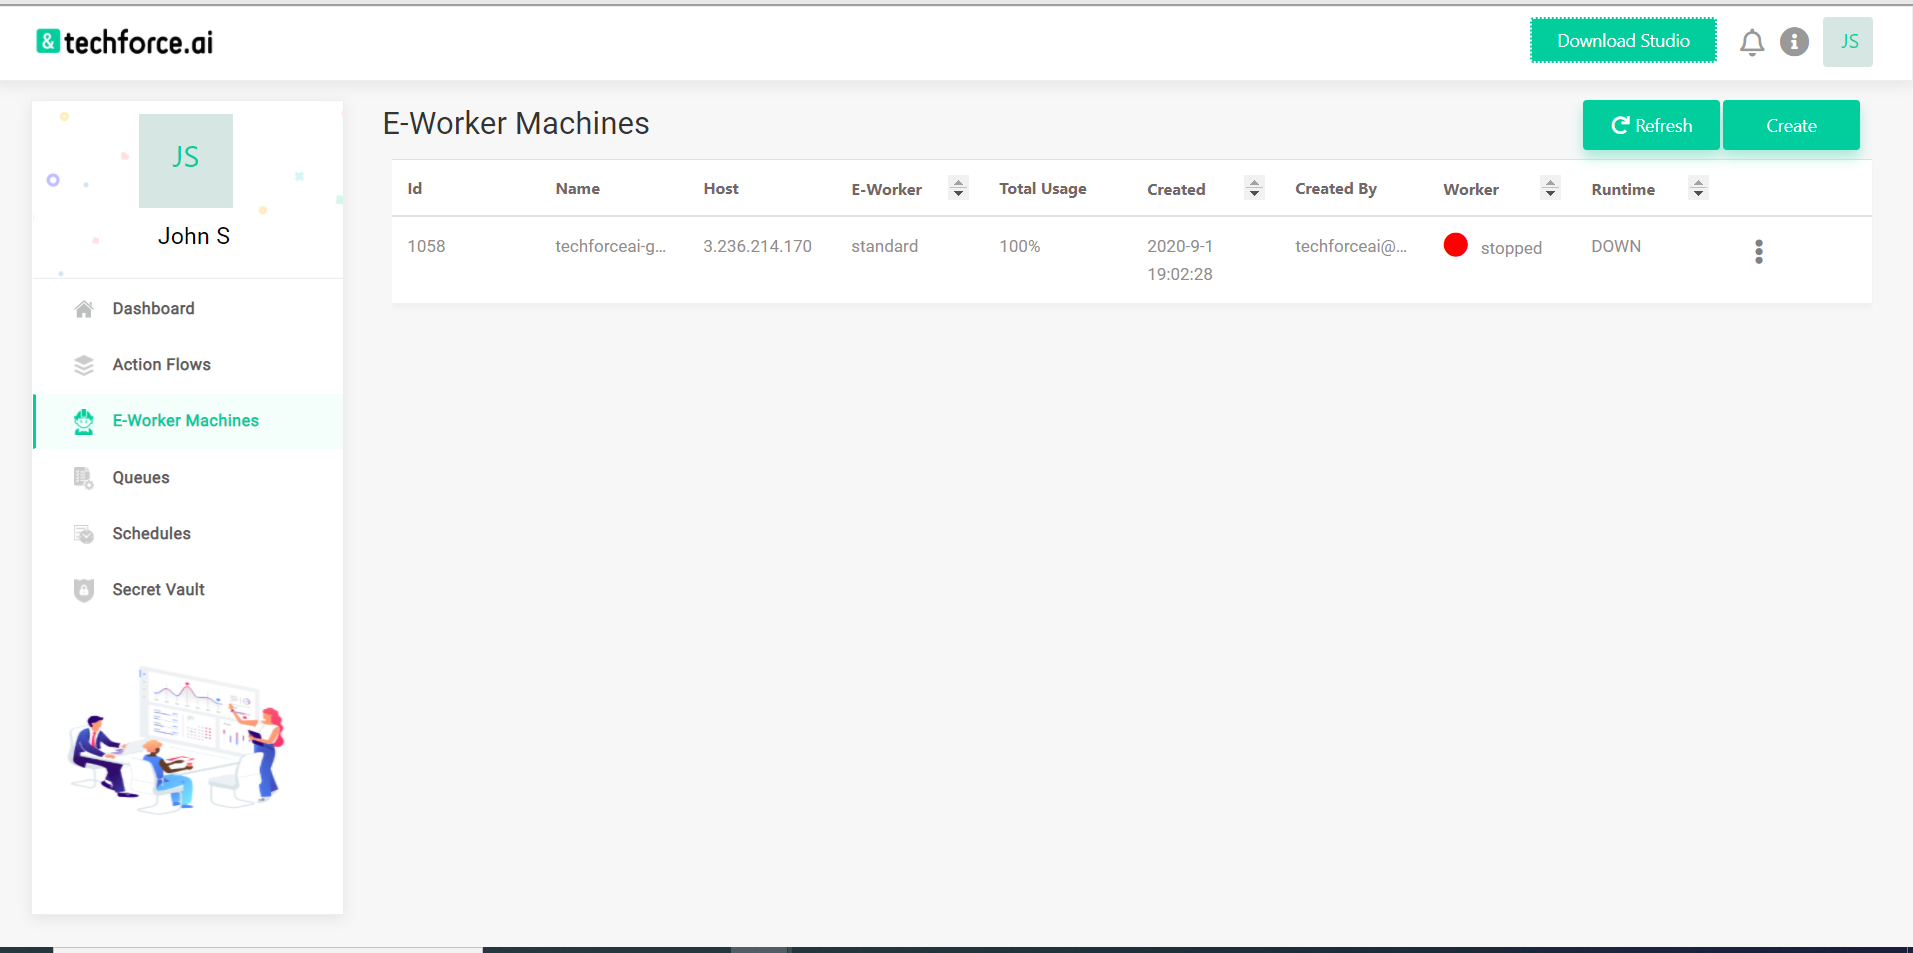 & techforce.ai
Download Studio
JS
JS
John S
Dashboard
Action Flows
E-Worker Machines
Queues
Schedules
Secret Vault
E-Worker Machines
Refresh
Create
Id Name Host E-Worker Total Usage Created Created By Worker Runtime
1058 techforceai-g... 3.236.214.170 standard 100% 2020-9-1 techforceai@... stopped DOWN
19:02:28